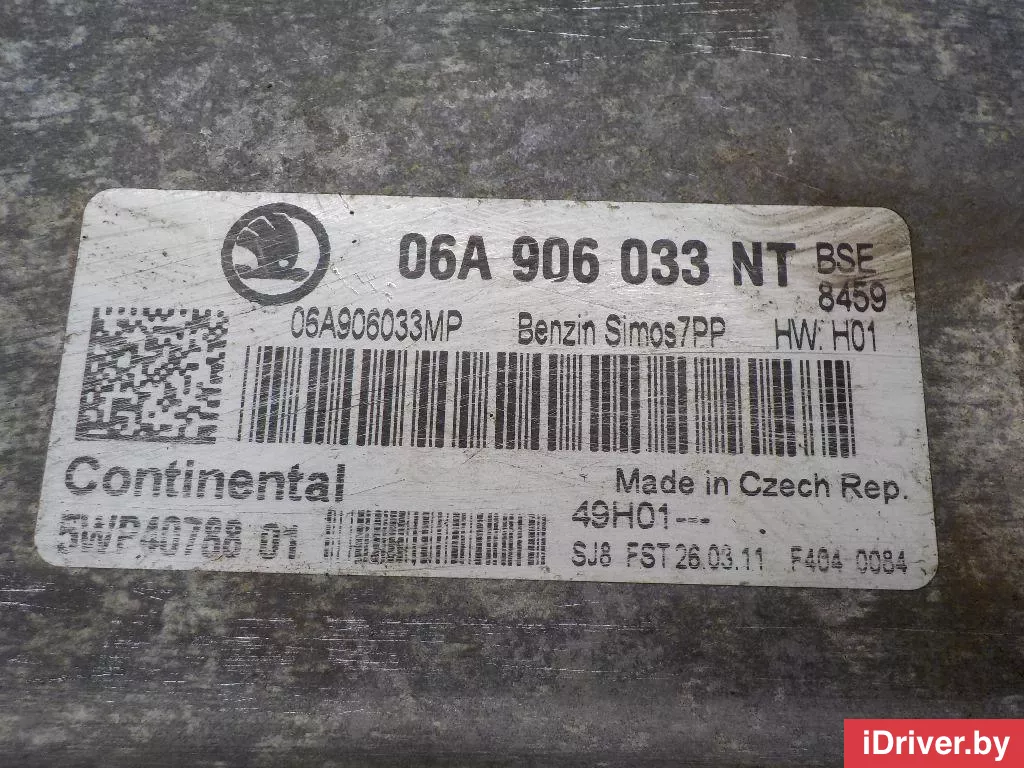 06A 906 033 NT BSE
8459
06A906033MP Benzin Simos7PP HW: H01
Continental Made in Czech Rep.
49H01---
5WP40788 01 SJ8 FST 26.03.11 F404 0084
iDriver.by